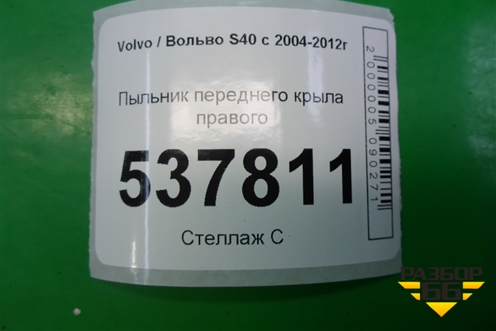 Volvo / Вольво S40 с 2004-2012г
Пыльник переднего крыла
правого
537811
Стеллаж С
2000005090271
РАЗБОР
66